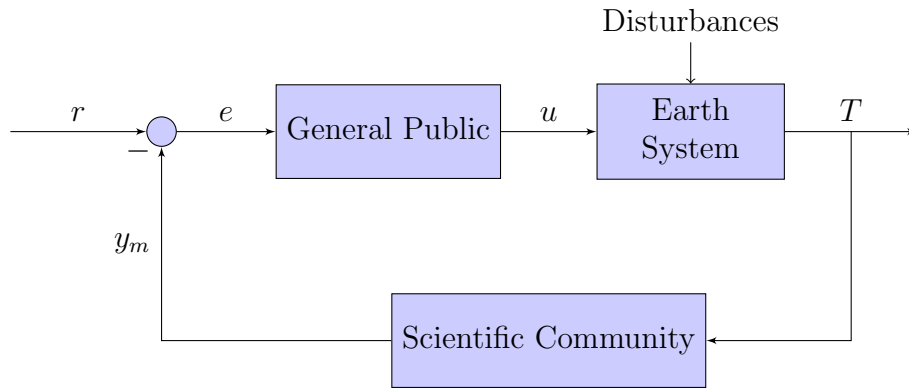 Disturbances
r
e
General Public
u
Earth
System
T
−
y_m
Scientific Community